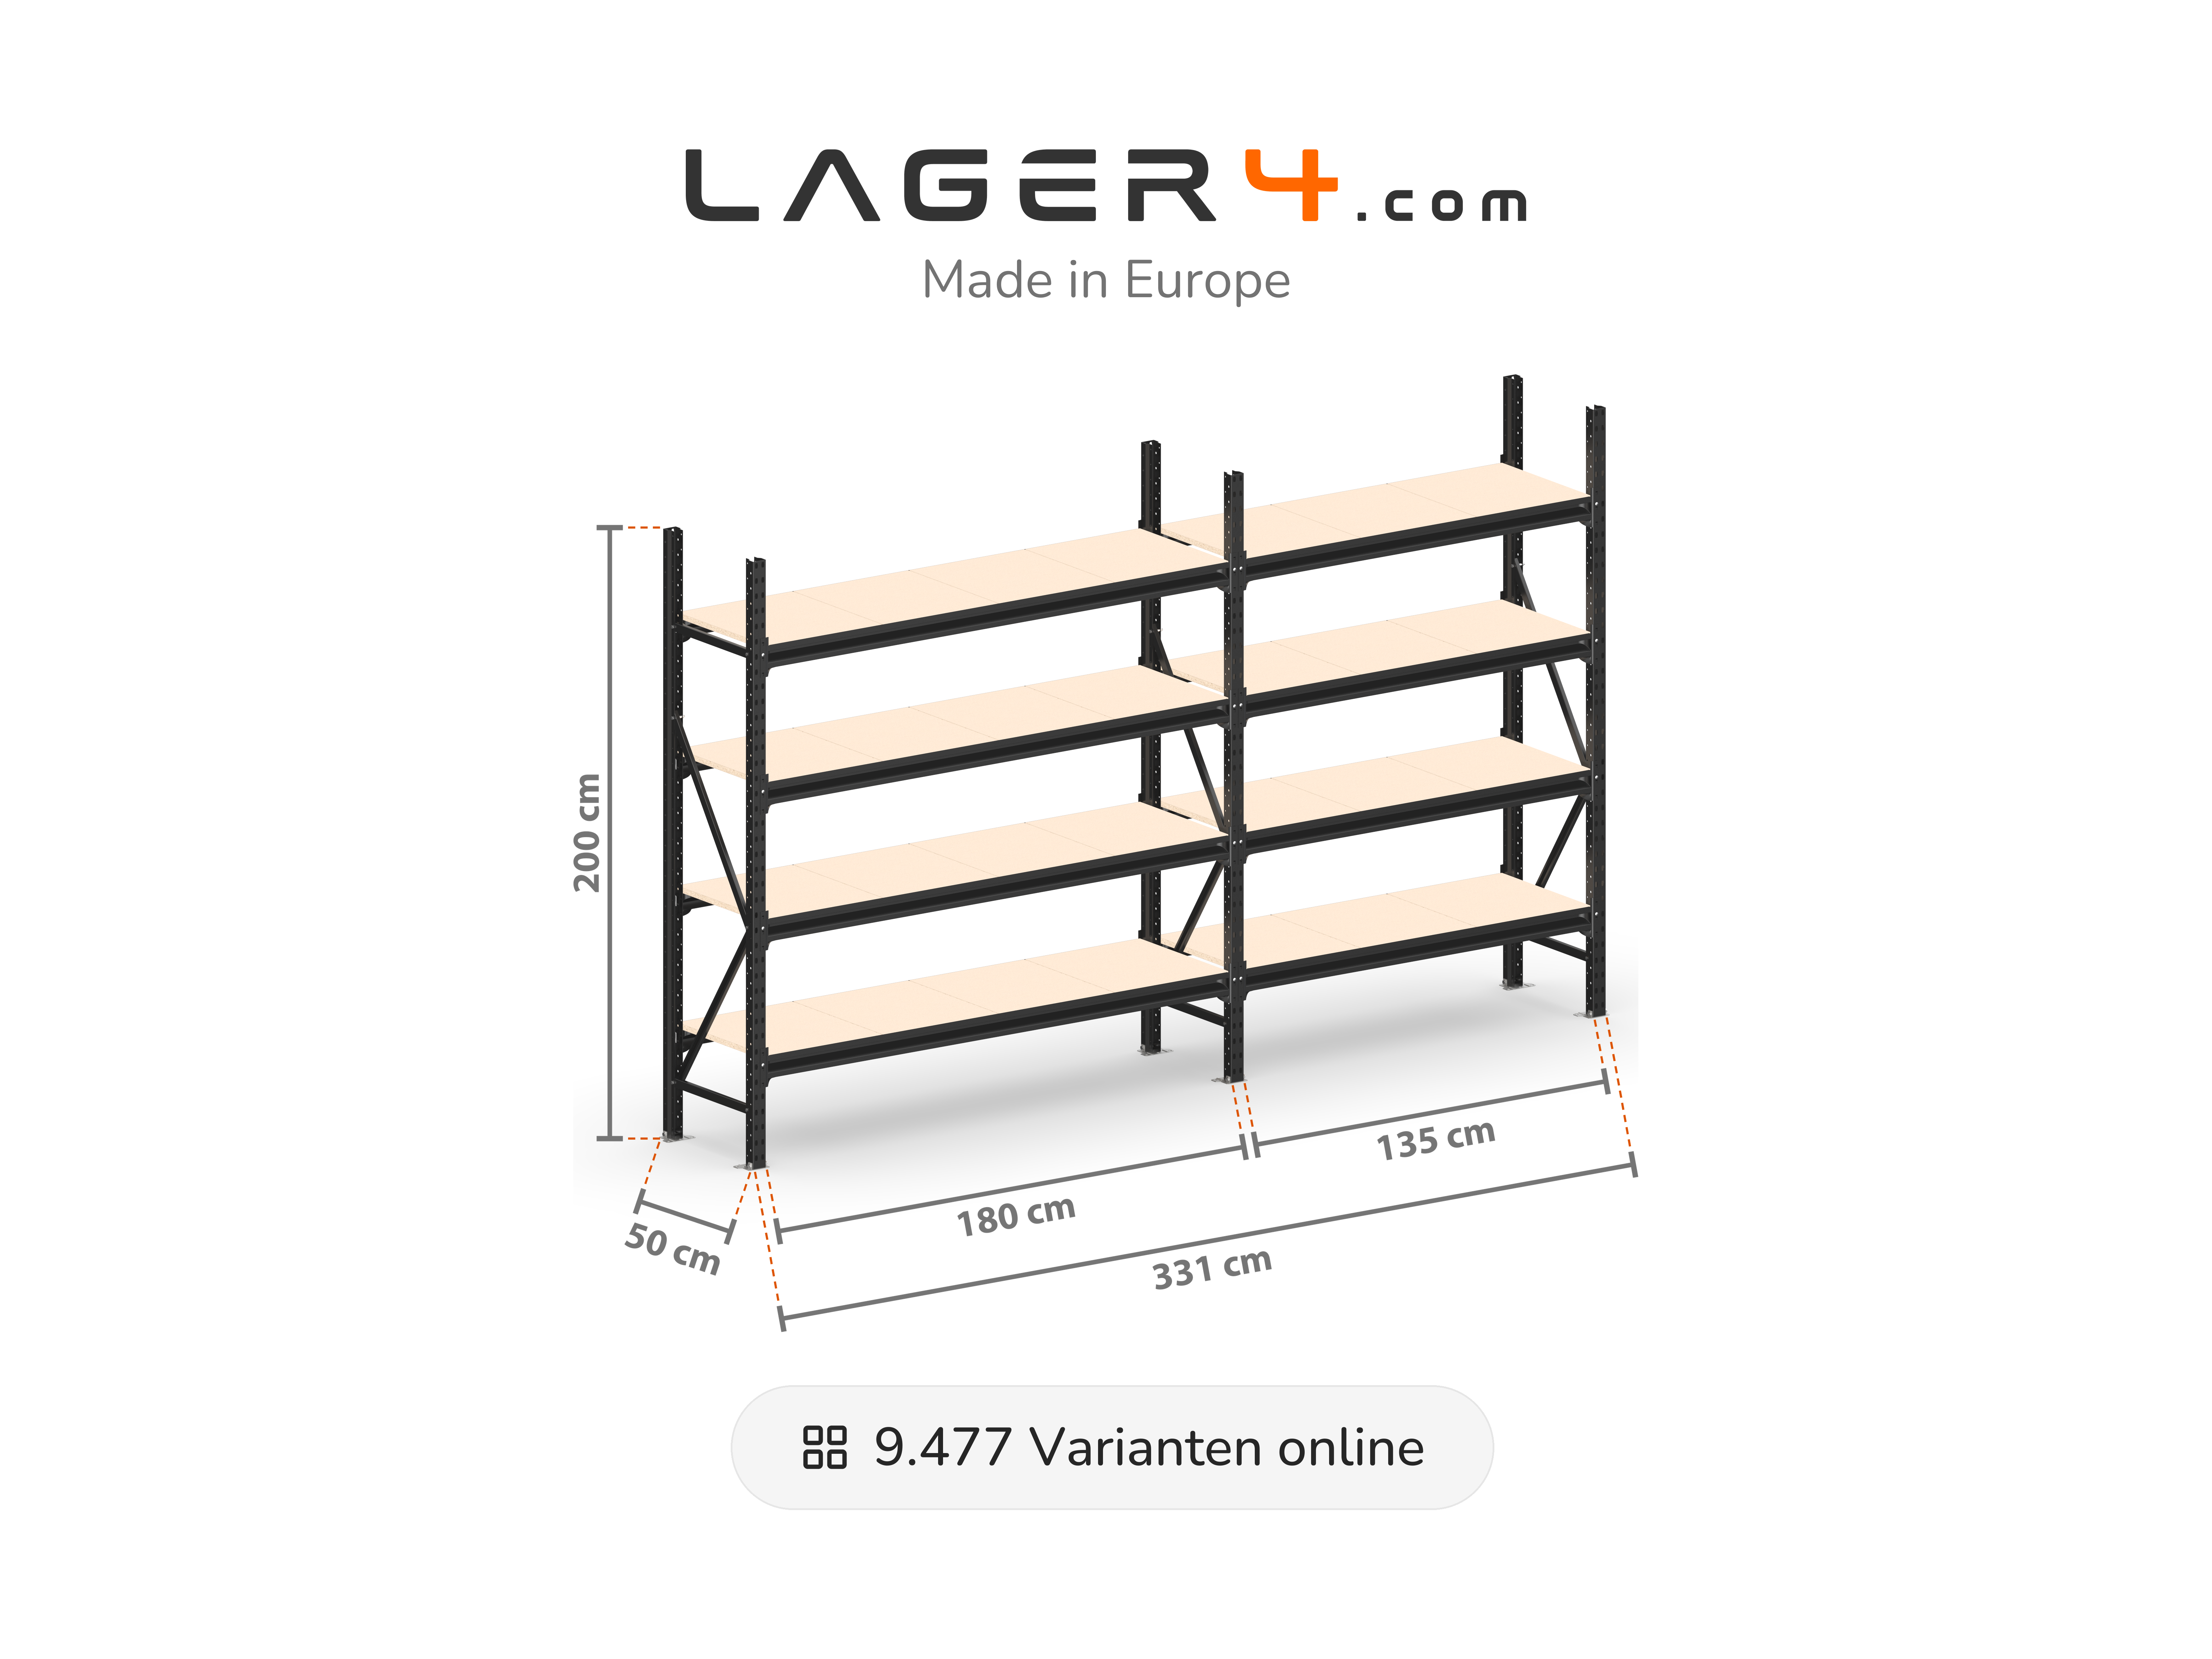 LAGER4.com
Made in Europe
200 cm
50 cm
180 cm
135 cm
331 cm
9.477 Varianten online